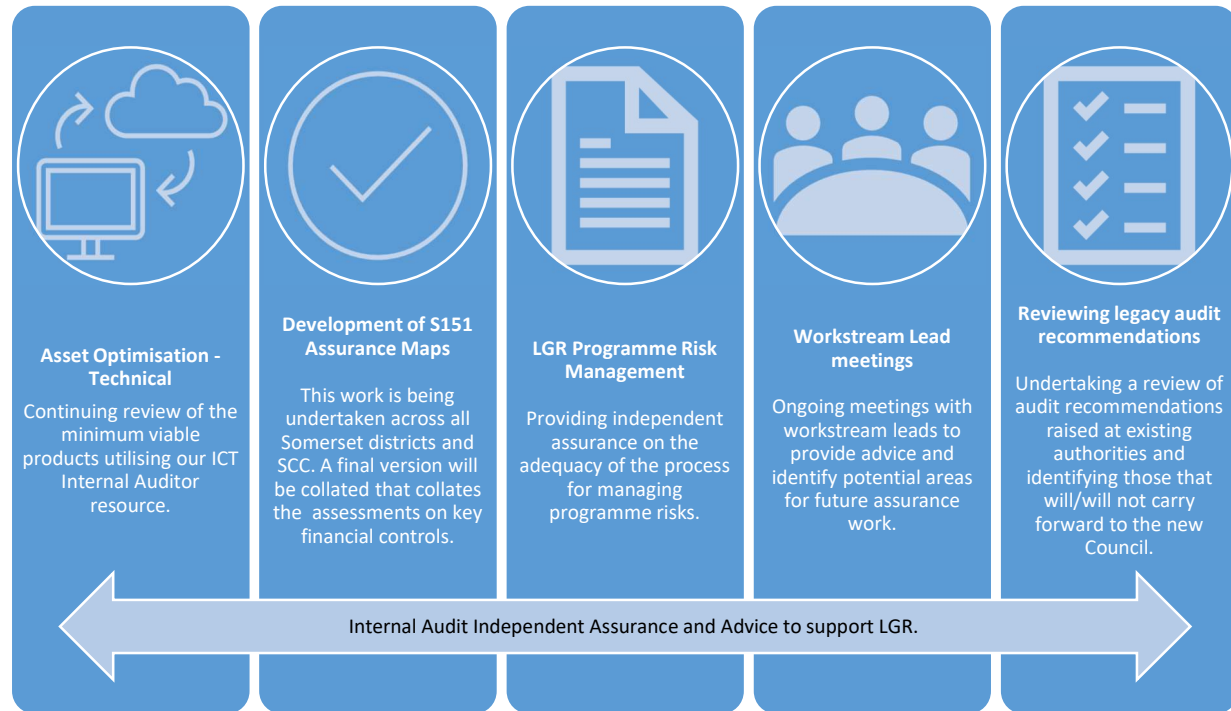 Asset Optimisation -
Technical
Continuing review of the
minimum viable
products utilising our ICT
Internal Auditor
resource.
Development of S151
Assurance Maps
This work is being
undertaken across all
Somerset districts and
SCC. A final version will
be collated that collates
the assessments on key
financial controls.
LGR Programme Risk
Management
Providing independent
assurance on the
adequacy of the process
for managing
programme risks.
Workstream Lead
meetings
Ongoing meetings with
workstream leads to
provide advice and
identify potential areas
for future assurance
work.
Reviewing legacy audit
recommendations
Undertaking a review of
audit recommendations
raised at existing
authorities and
identifying those that
will/will not carry
forward to the new
Council.
Internal Audit Independent Assurance and Advice to support LGR.